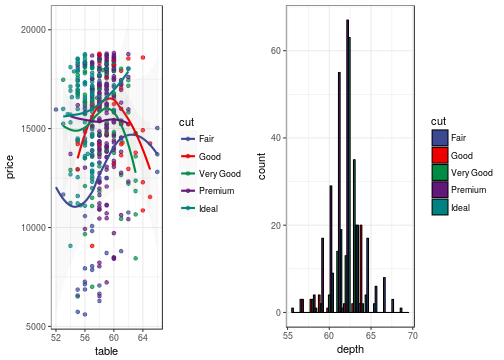 20000
15000
10000
5000
price
52
56
60
64
table
cut
Fair
Good
Very Good
Premium
Ideal
60
40
20
0
count
55
60
65
70
depth
cut
Fair
Good
Very Good
Premium
Ideal